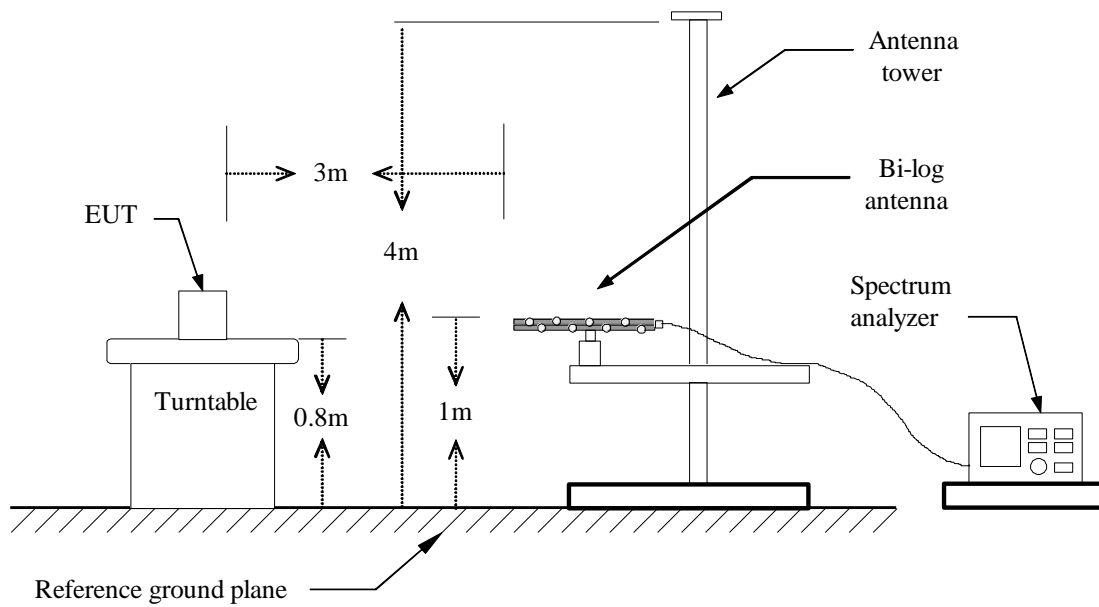 Antenna
tower
3m
Bi-log
antenna
EUT
4m
Spectrum
analyzer
Turntable
0.8m
1m
Reference ground plane